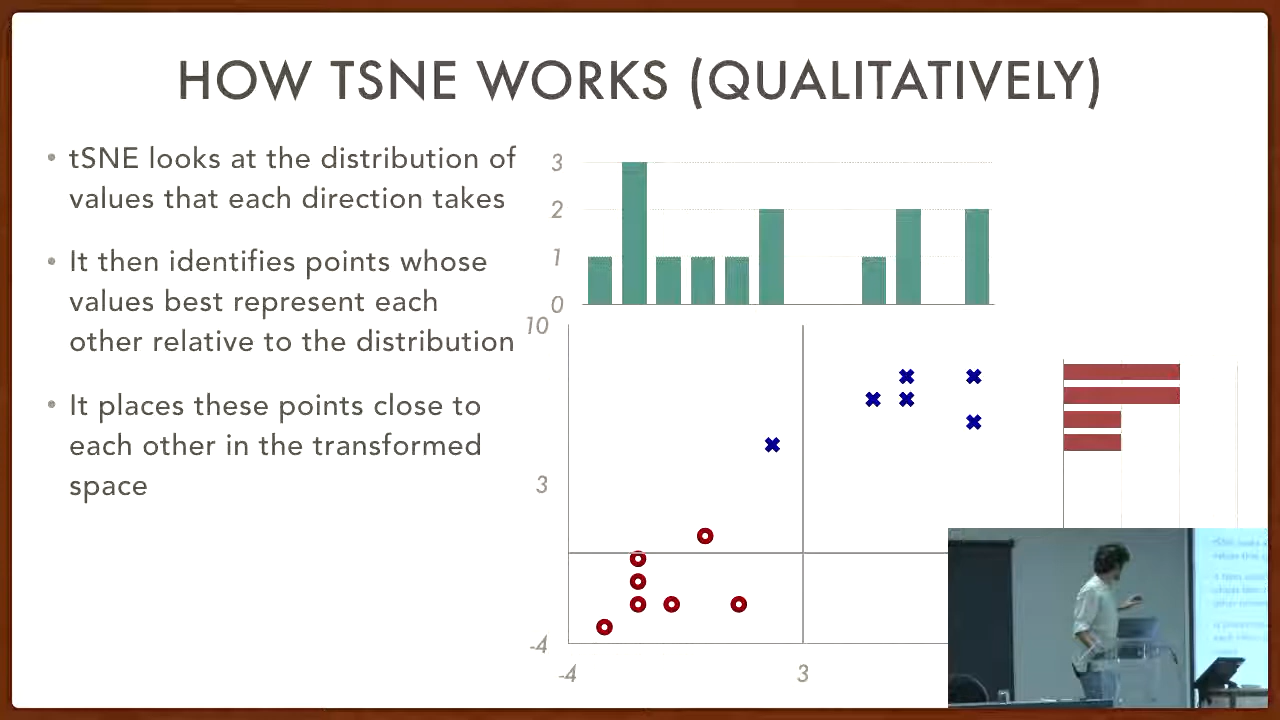 HOW TSNE WORKS (QUALITATIVELY)
• tSNE looks at the distribution of
values that each direction takes
• It then identifies points whose
values best represent each
other relative to the distribution
• It places these points close to
each other in the transformed
space
3
2
1
0
10
3
-4
-4
3